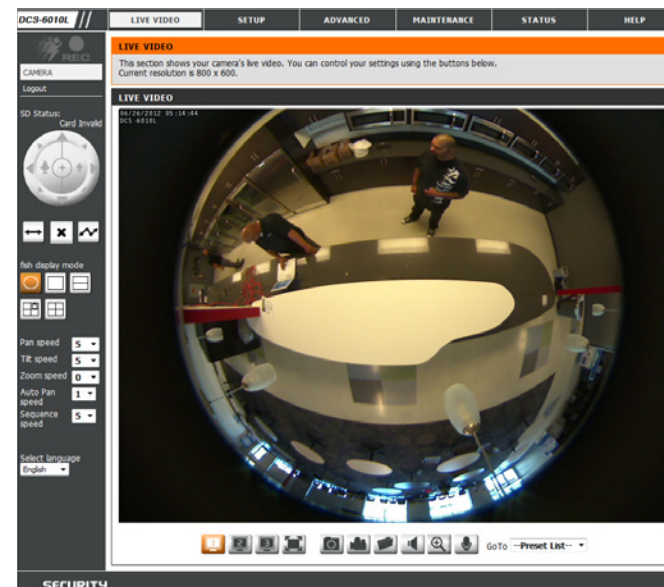 DCS-6010L
LIVE VIDEO
SETUP
ADVANCED
MAINTENANCE
STATUS
HELP
REC
CAMERA
Logout
SD Status:
Card Invalid
fish display mode
Pan speed 5
Tilt speed 5
Zoom speed 0
Auto Pan speed 1
Sequence speed 5
Select language
English
LIVE VIDEO
This section shows your camera's live video. You can control your settings using the buttons below.
Current resolution is 800 x 600.
LIVE VIDEO
06/26/2012 05:14:44
DCS-6010L
1 2 3
GoTo --Preset List--
SECURITY